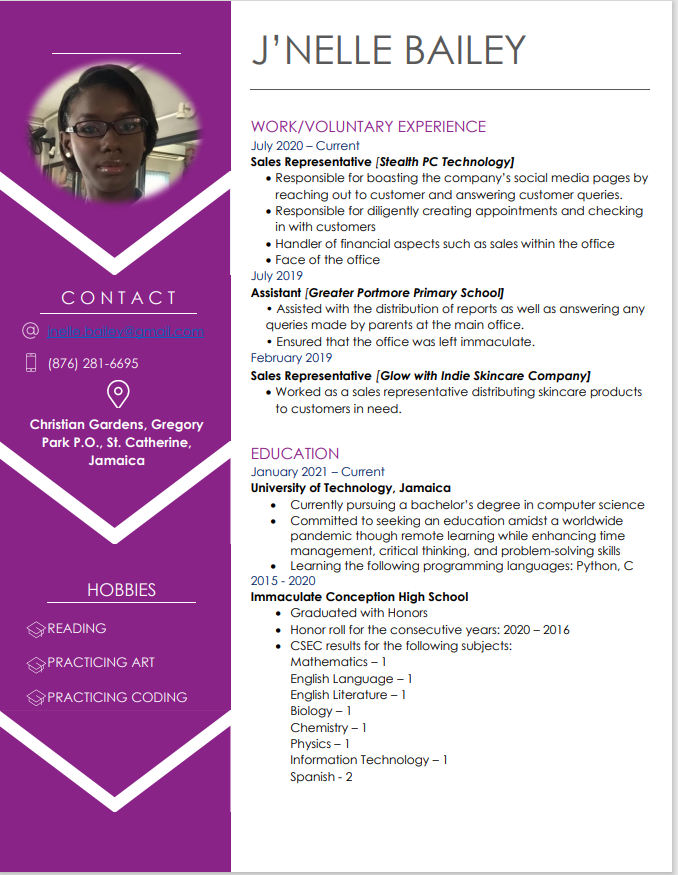 J’NELLE BAILEY
CONTACT
jnelle.bailey@gmail.com
(876) 281-6695
Christian Gardens, Gregory
Park P.O., St. Catherine,
Jamaica
HOBBIES
READING
PRACTICING ART
PRACTICING CODING
WORK/VOLUNTARY EXPERIENCE
July 2020 – Current
Sales Representative [Stealth PC Technology]
• Responsible for boasting the company’s social media pages by
reaching out to customer and answering customer queries.
• Responsible for diligently creating appointments and checking
in with customers
• Handler of financial aspects such as sales within the office
• Face of the office
July 2019
Assistant [Greater Portmore Primary School]
• Assisted with the distribution of reports as well as answering any
queries made by parents at the main office.
• Ensured that the office was left immaculate.
February 2019
Sales Representative [Glow with Indie Skincare Company]
• Worked as a sales representative distributing skincare products
to customers in need.
EDUCATION
January 2021 – Current
University of Technology, Jamaica
• Currently pursuing a bachelor’s degree in computer science
• Committed to seeking an education amidst a worldwide
pandemic though remote learning while enhancing time
management, critical thinking, and problem-solving skills
• Learning the following programming languages: Python, C
2015 - 2020
Immaculate Conception High School
• Graduated with Honors
• Honor roll for the consecutive years: 2020 – 2016
• CSEC results for the following subjects:
Mathematics – 1
English Language – 1
English Literature – 1
Biology – 1
Chemistry – 1
Physics – 1
Information Technology – 1
Spanish - 2